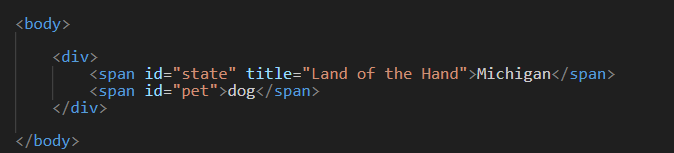 <body>
<div>
<span id="state" title="Land of the Hand">Michigan</span>
<span id="pet">dog</span>
</div>
</body>